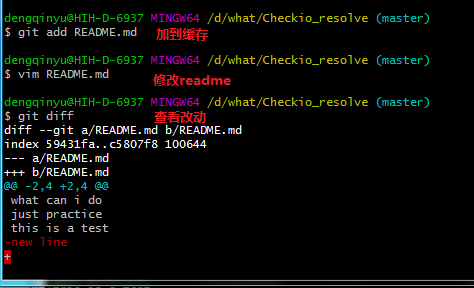 dengqinyu@HIH-D-6937 MINGW64 /d/what/Checkio_resolve (master)
$ git add README.md 加到缓存
dengqinyu@HIH-D-6937 MINGW64 /d/what/Checkio_resolve (master)
$ vim README.md 修改readme
dengqinyu@HIH-D-6937 MINGW64 /d/what/Checkio_resolve (master)
$ git diff 查看改动
diff --git a/README.md b/README.md
index 59431fa..c5807f8 100644
--- a/README.md
+++ b/README.md
@@ -2,4 +2,4 @@
 what can i do
 just practice
 this is a test
-new line
+